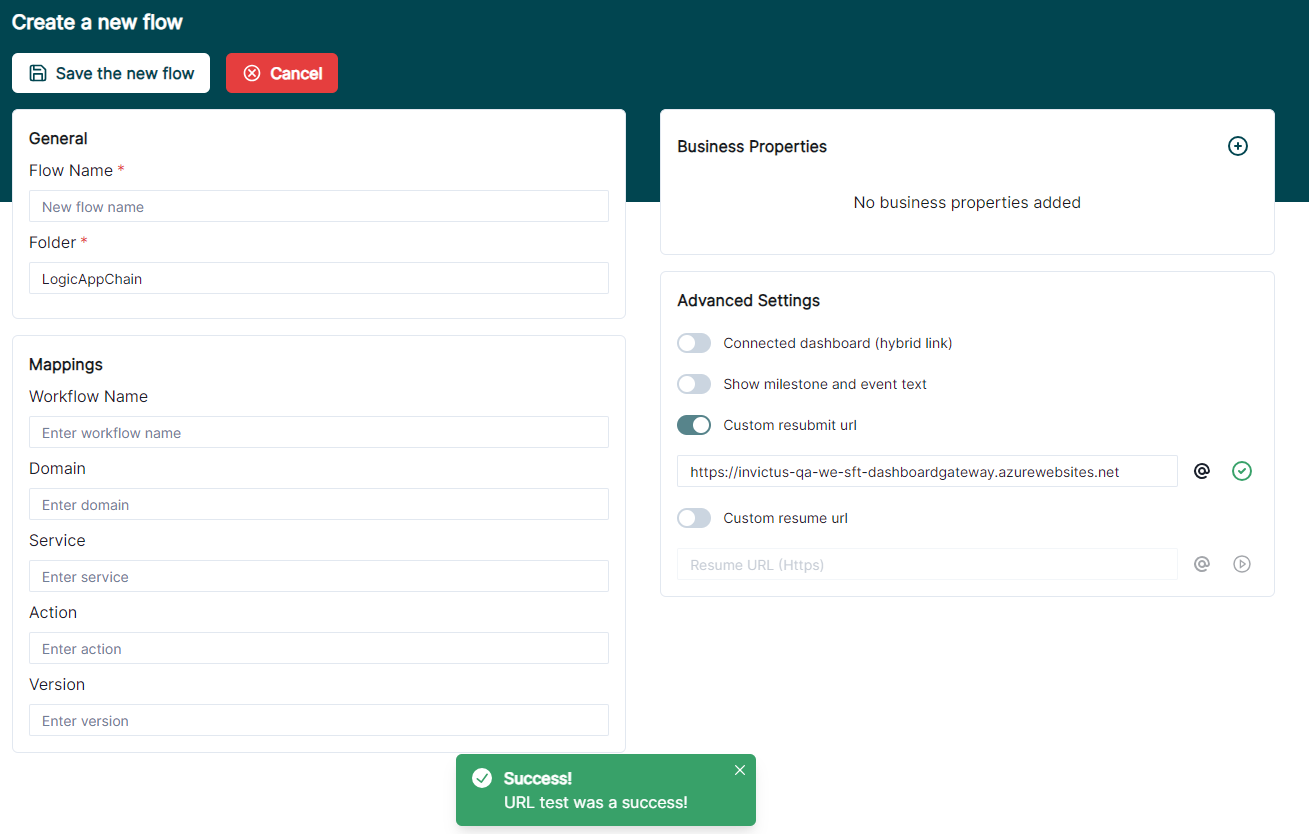 Create a new flow
Save the new flow
Cancel
General
Flow Name *
New flow name
Folder *
LogicAppChain
Mappings
Workflow Name
Enter workflow name
Domain
Enter domain
Service
Enter service
Action
Enter action
Version
Enter version
Business Properties
No business properties added
Advanced Settings
Connected dashboard (hybrid link)
Show milestone and event text
Custom resubmit url
https://invictus-qa-we-sft-dashboardgateway.azurewebsites.net @
Custom resume url
Resume URL (Https) @
Success!
URL test was a success!